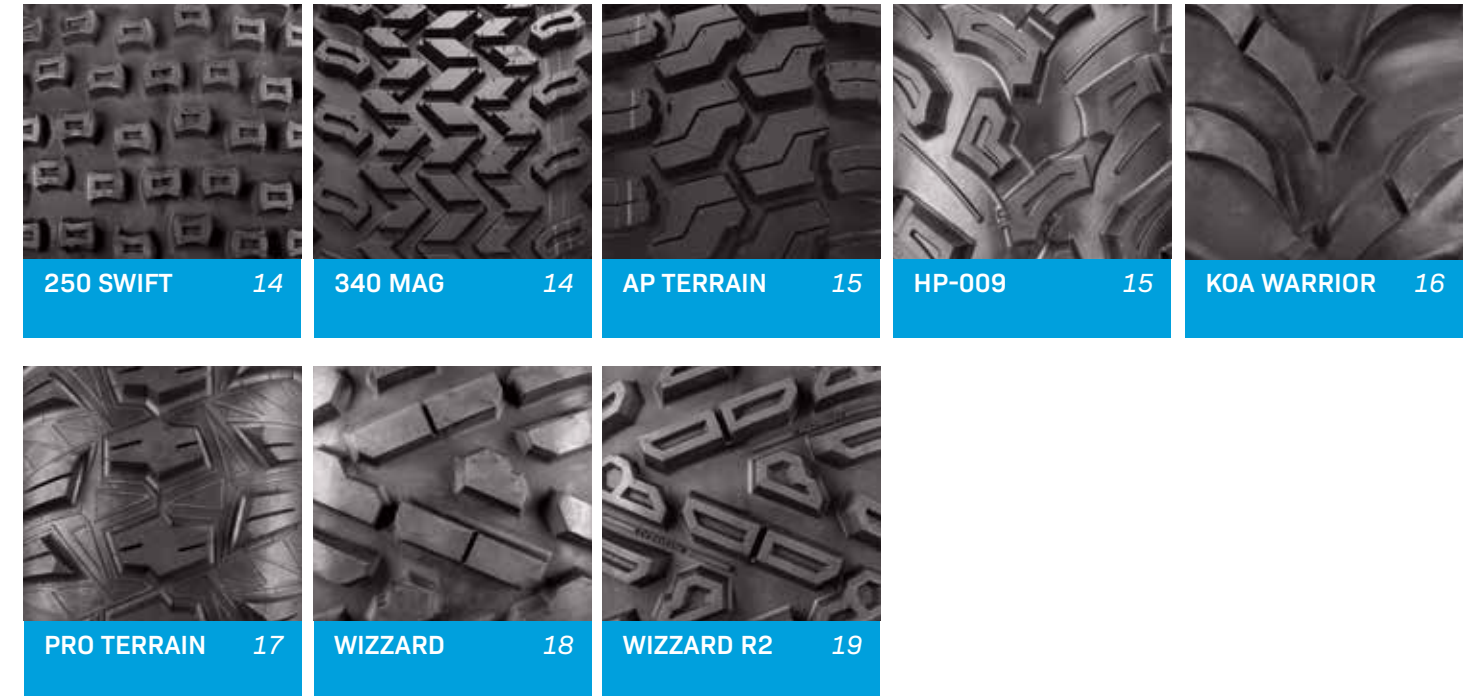 250 SWIFT 14
340 MAG 14
AP TERRAIN 15
HP-009 15
KOA WARRIOR 16
PRO TERRAIN 17
WIZZARD 18
WIZZARD R2 19